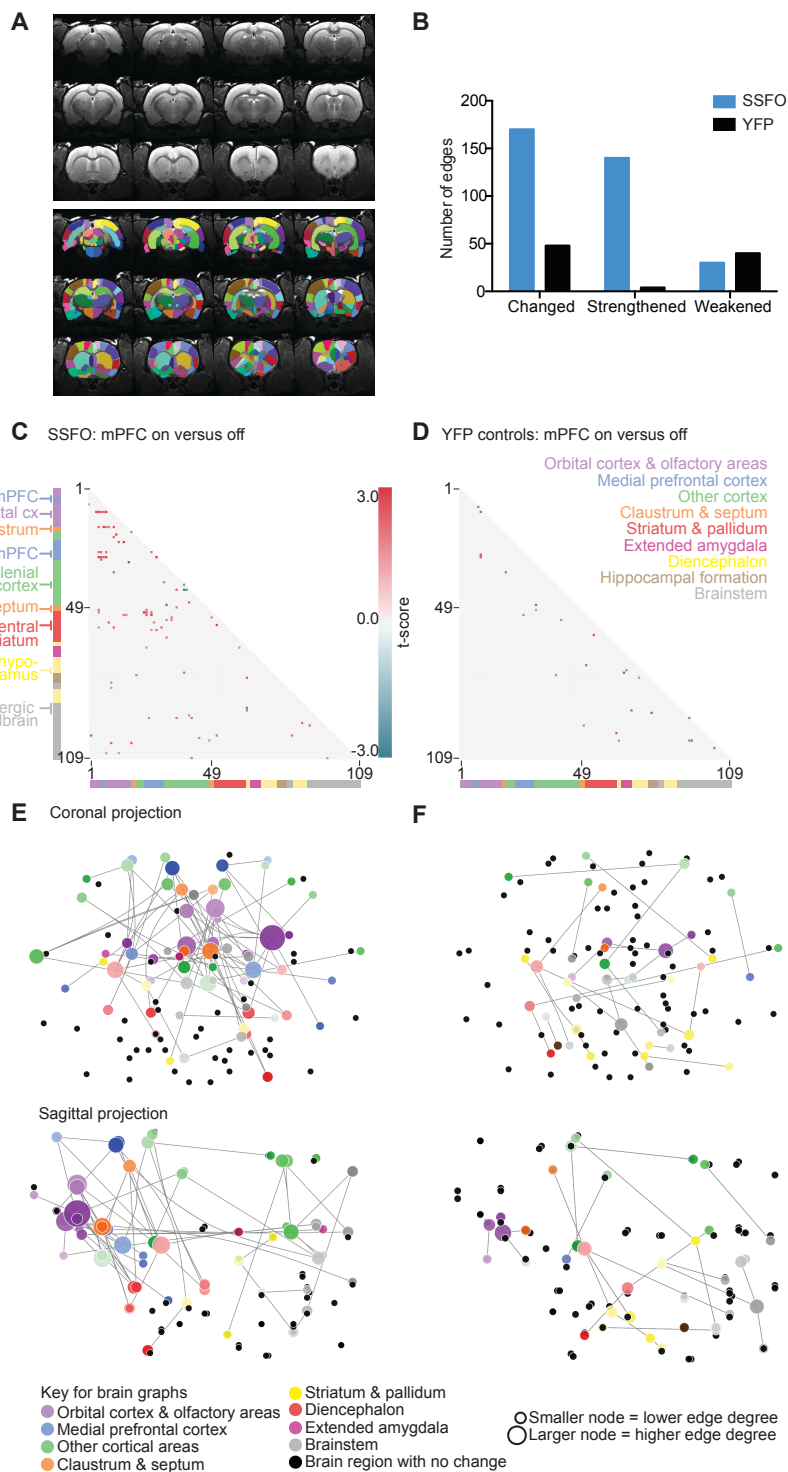 A
B
200
150
100
50
0
Number of edges
SSFO
YFP
Changed
Strengthened
Weakened
C SSFO: mPFC on versus off
mPFC
tal cx
strum
mPFC
lenial
cortex
eptum
entral
iatum
hypo-
amus
ergic
lbrain
1
49
109
1
49
109
3.0
0.0
-3.0
t-score
D YFP controls: mPFC on versus off
Orbital cortex & olfactory areas
Medial prefrontal cortex
Other cortex
Claustrum & septum
Striatum & pallidum
Extended amygdala
Diencephalon
Hippocampal formation
Brainstem
1
49
109
1
49
109
E
Coronal projection
F
Sagittal projection
Key for brain graphs
Orbital cortex & olfactory areas
Medial prefrontal cortex
Other cortical areas
Claustrum & septum
Striatum & pallidum
Diencephalon
Extended amygdala
Brainstem
Brain region with no change
Smaller node = lower edge degree
Larger node = higher edge degree